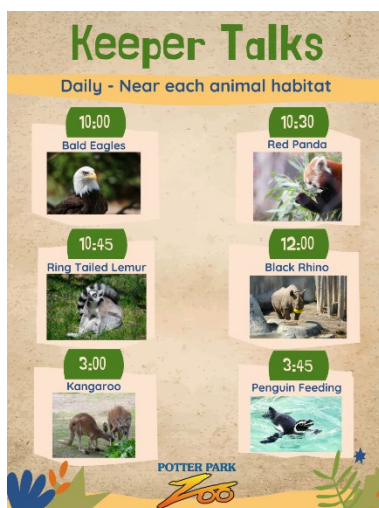 Keeper Talks
Daily - Near each animal habitat
10:00
Bald Eagles
10:30
Red Panda
10:45
Ring Tailed Lemur
12:00
Black Rhino
3:00
Kangaroo
3:45
Penguin Feeding
POTTER PARK
Zoo